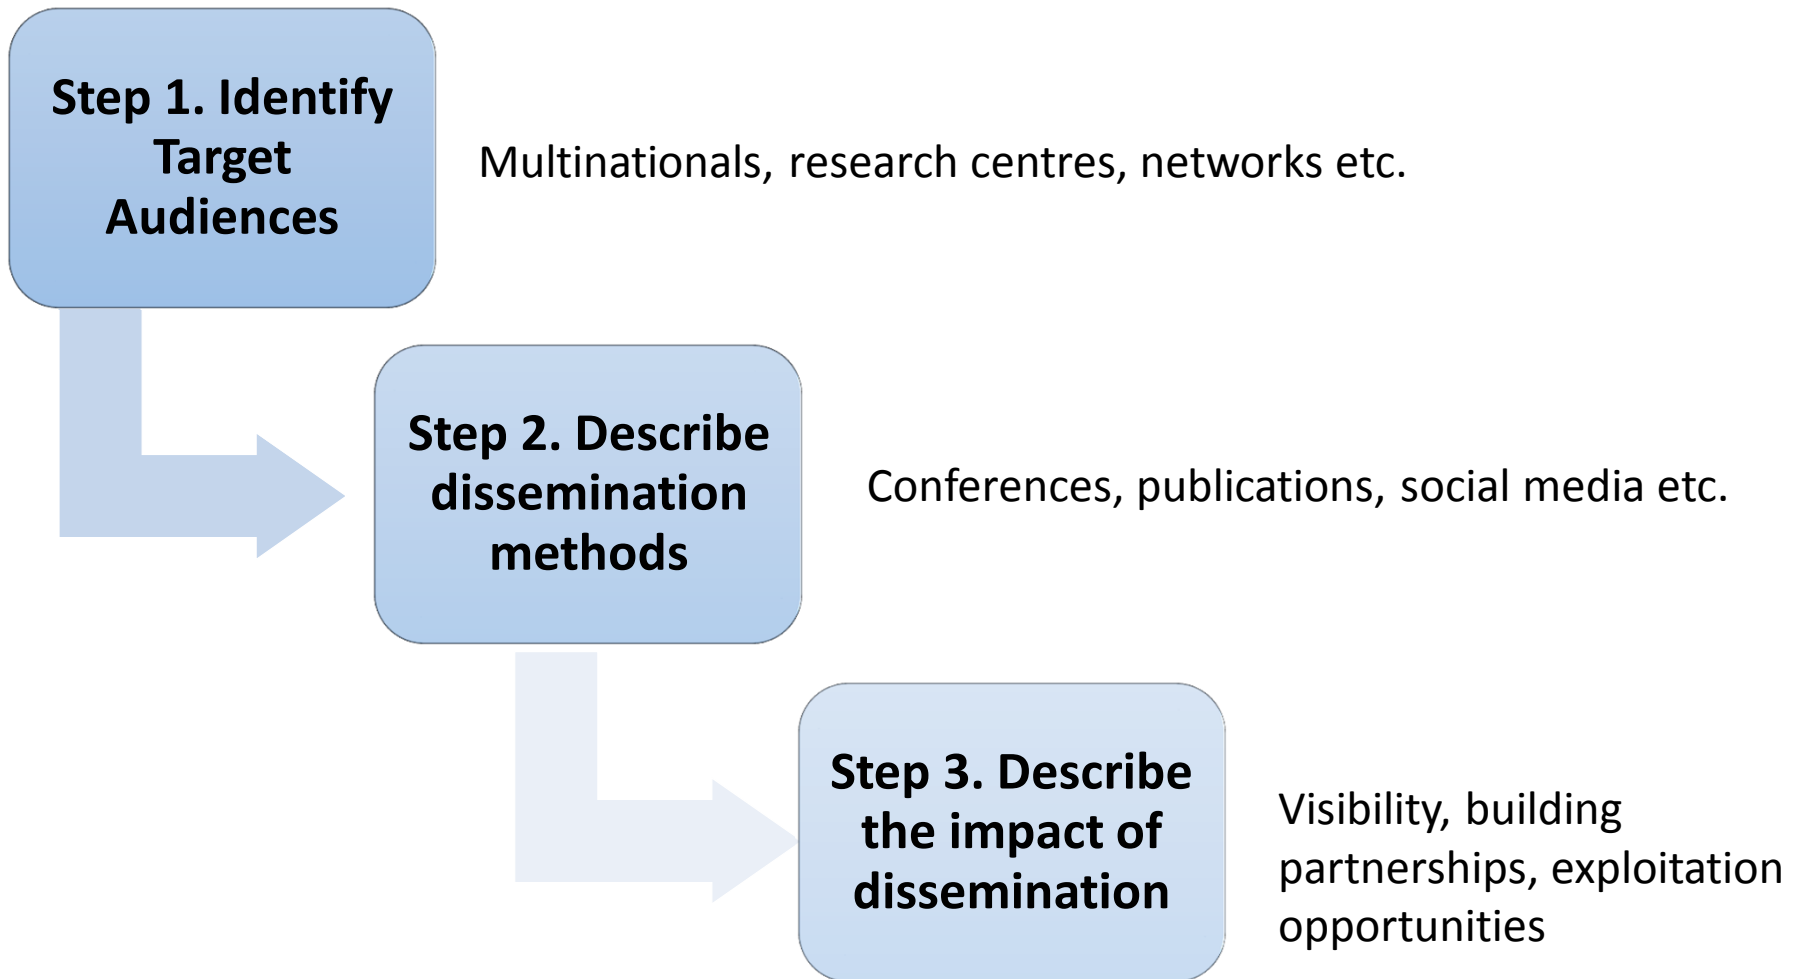 Step 1. Identify
Target
Audiences
Multinationals, research centres, networks etc.
Step 2. Describe
dissemination
methods
Conferences, publications, social media etc.
Step 3. Describe
the impact of
dissemination
Visibility, building
partnerships, exploitation
opportunities